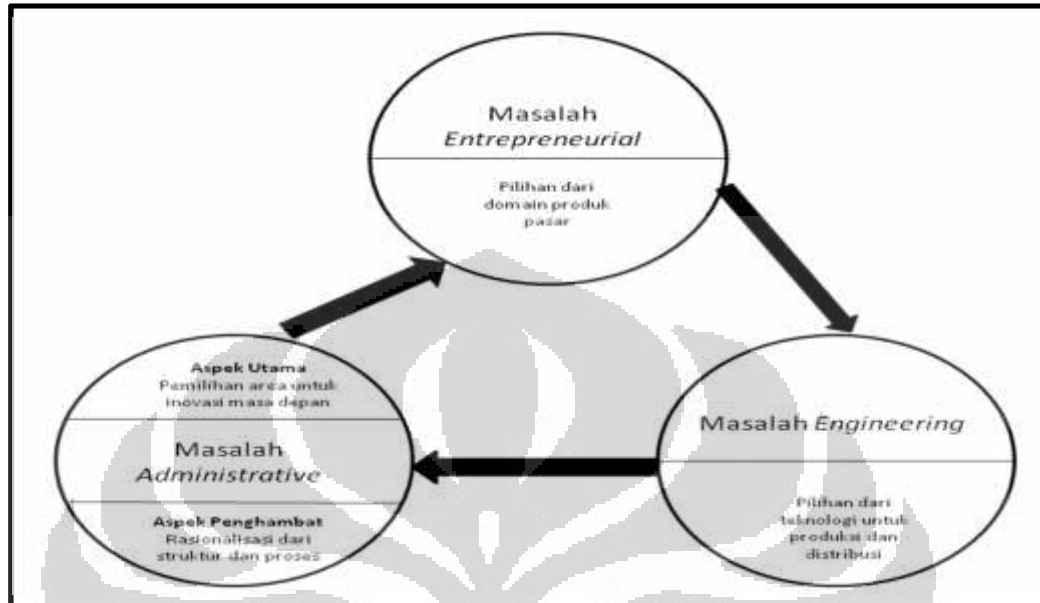 Masalah
Entrepreneurial
Pilihan dari
domain produk
pasar
Aspek Utama
Pemilihan area untuk
inovasi masa depan
Masalah
Administrative
Aspek Penghambat
Rasionalisasi dari
struktur dan proses
Masalah Engineering
Pilihan dari
teknologi untuk
produksi dan
distribusi